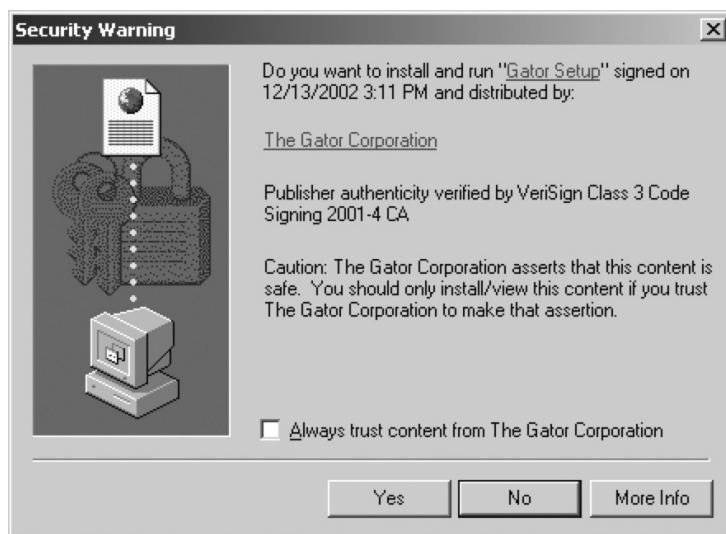 Security Warning
Do you want to install and run "Gator Setup" signed on
12/13/2002 3:11 PM and distributed by:
The Gator Corporation
Publisher authenticity verified by VeriSign Class 3 Code
Signing 2001-4 CA
Caution: The Gator Corporation asserts that this content is
safe. You should only install/view this content if you trust
The Gator Corporation to make that assertion.
Always trust content from The Gator Corporation
Yes No More Info